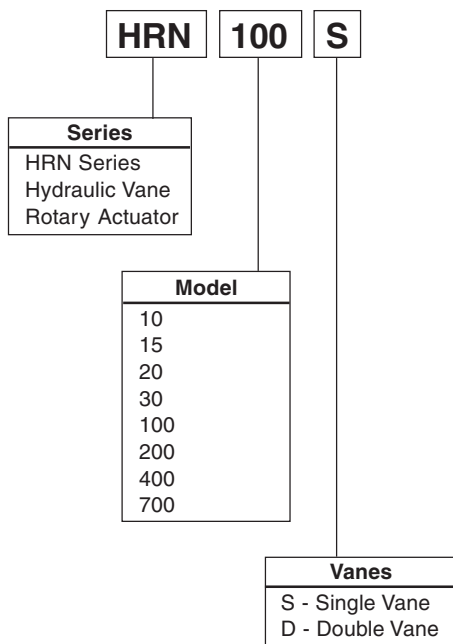 HRN 100 S
Series
HRN Series
Hydraulic Vane
Rotary Actuator
Model
10
15
20
30
100
200
400
700
Vanes
S - Single Vane
D - Double Vane